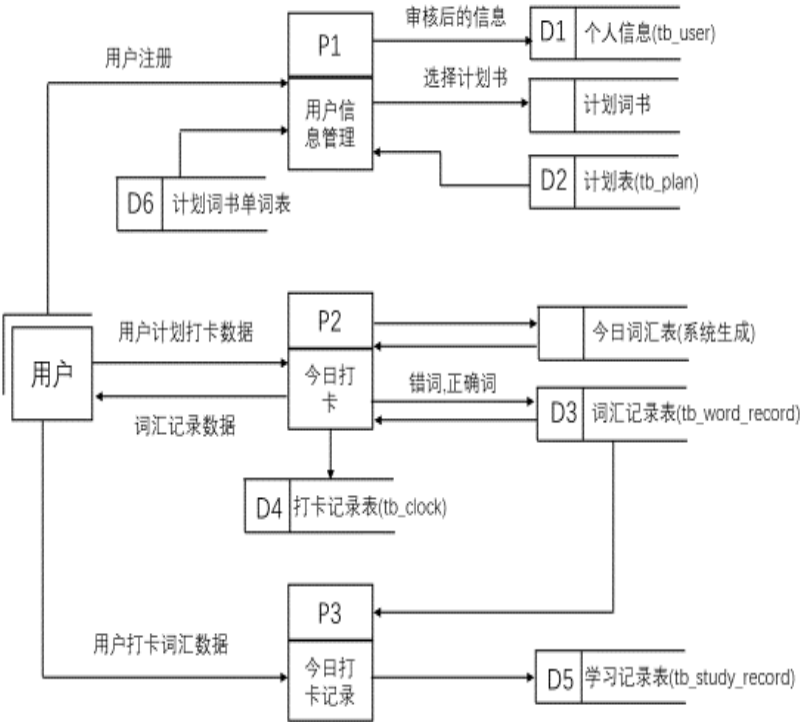 审核后的信息
P1
D1
个人信息(tb_user)
用户注册
选择计划书
用户信
息管理
计划词书
D6
计划词书单词表
D2
计划表(tb_plan)
用户计划打卡数据
P2
今日词汇表(系统生成)
用户
今日打
卡
错词,正确词
词汇记录数据
D3
词汇记录表(tb_word_record)
D4
打卡记录表(tb_clock)
P3
用户打卡词汇数据
今日打
卡记录
D5
学习记录表(tb_study_record)